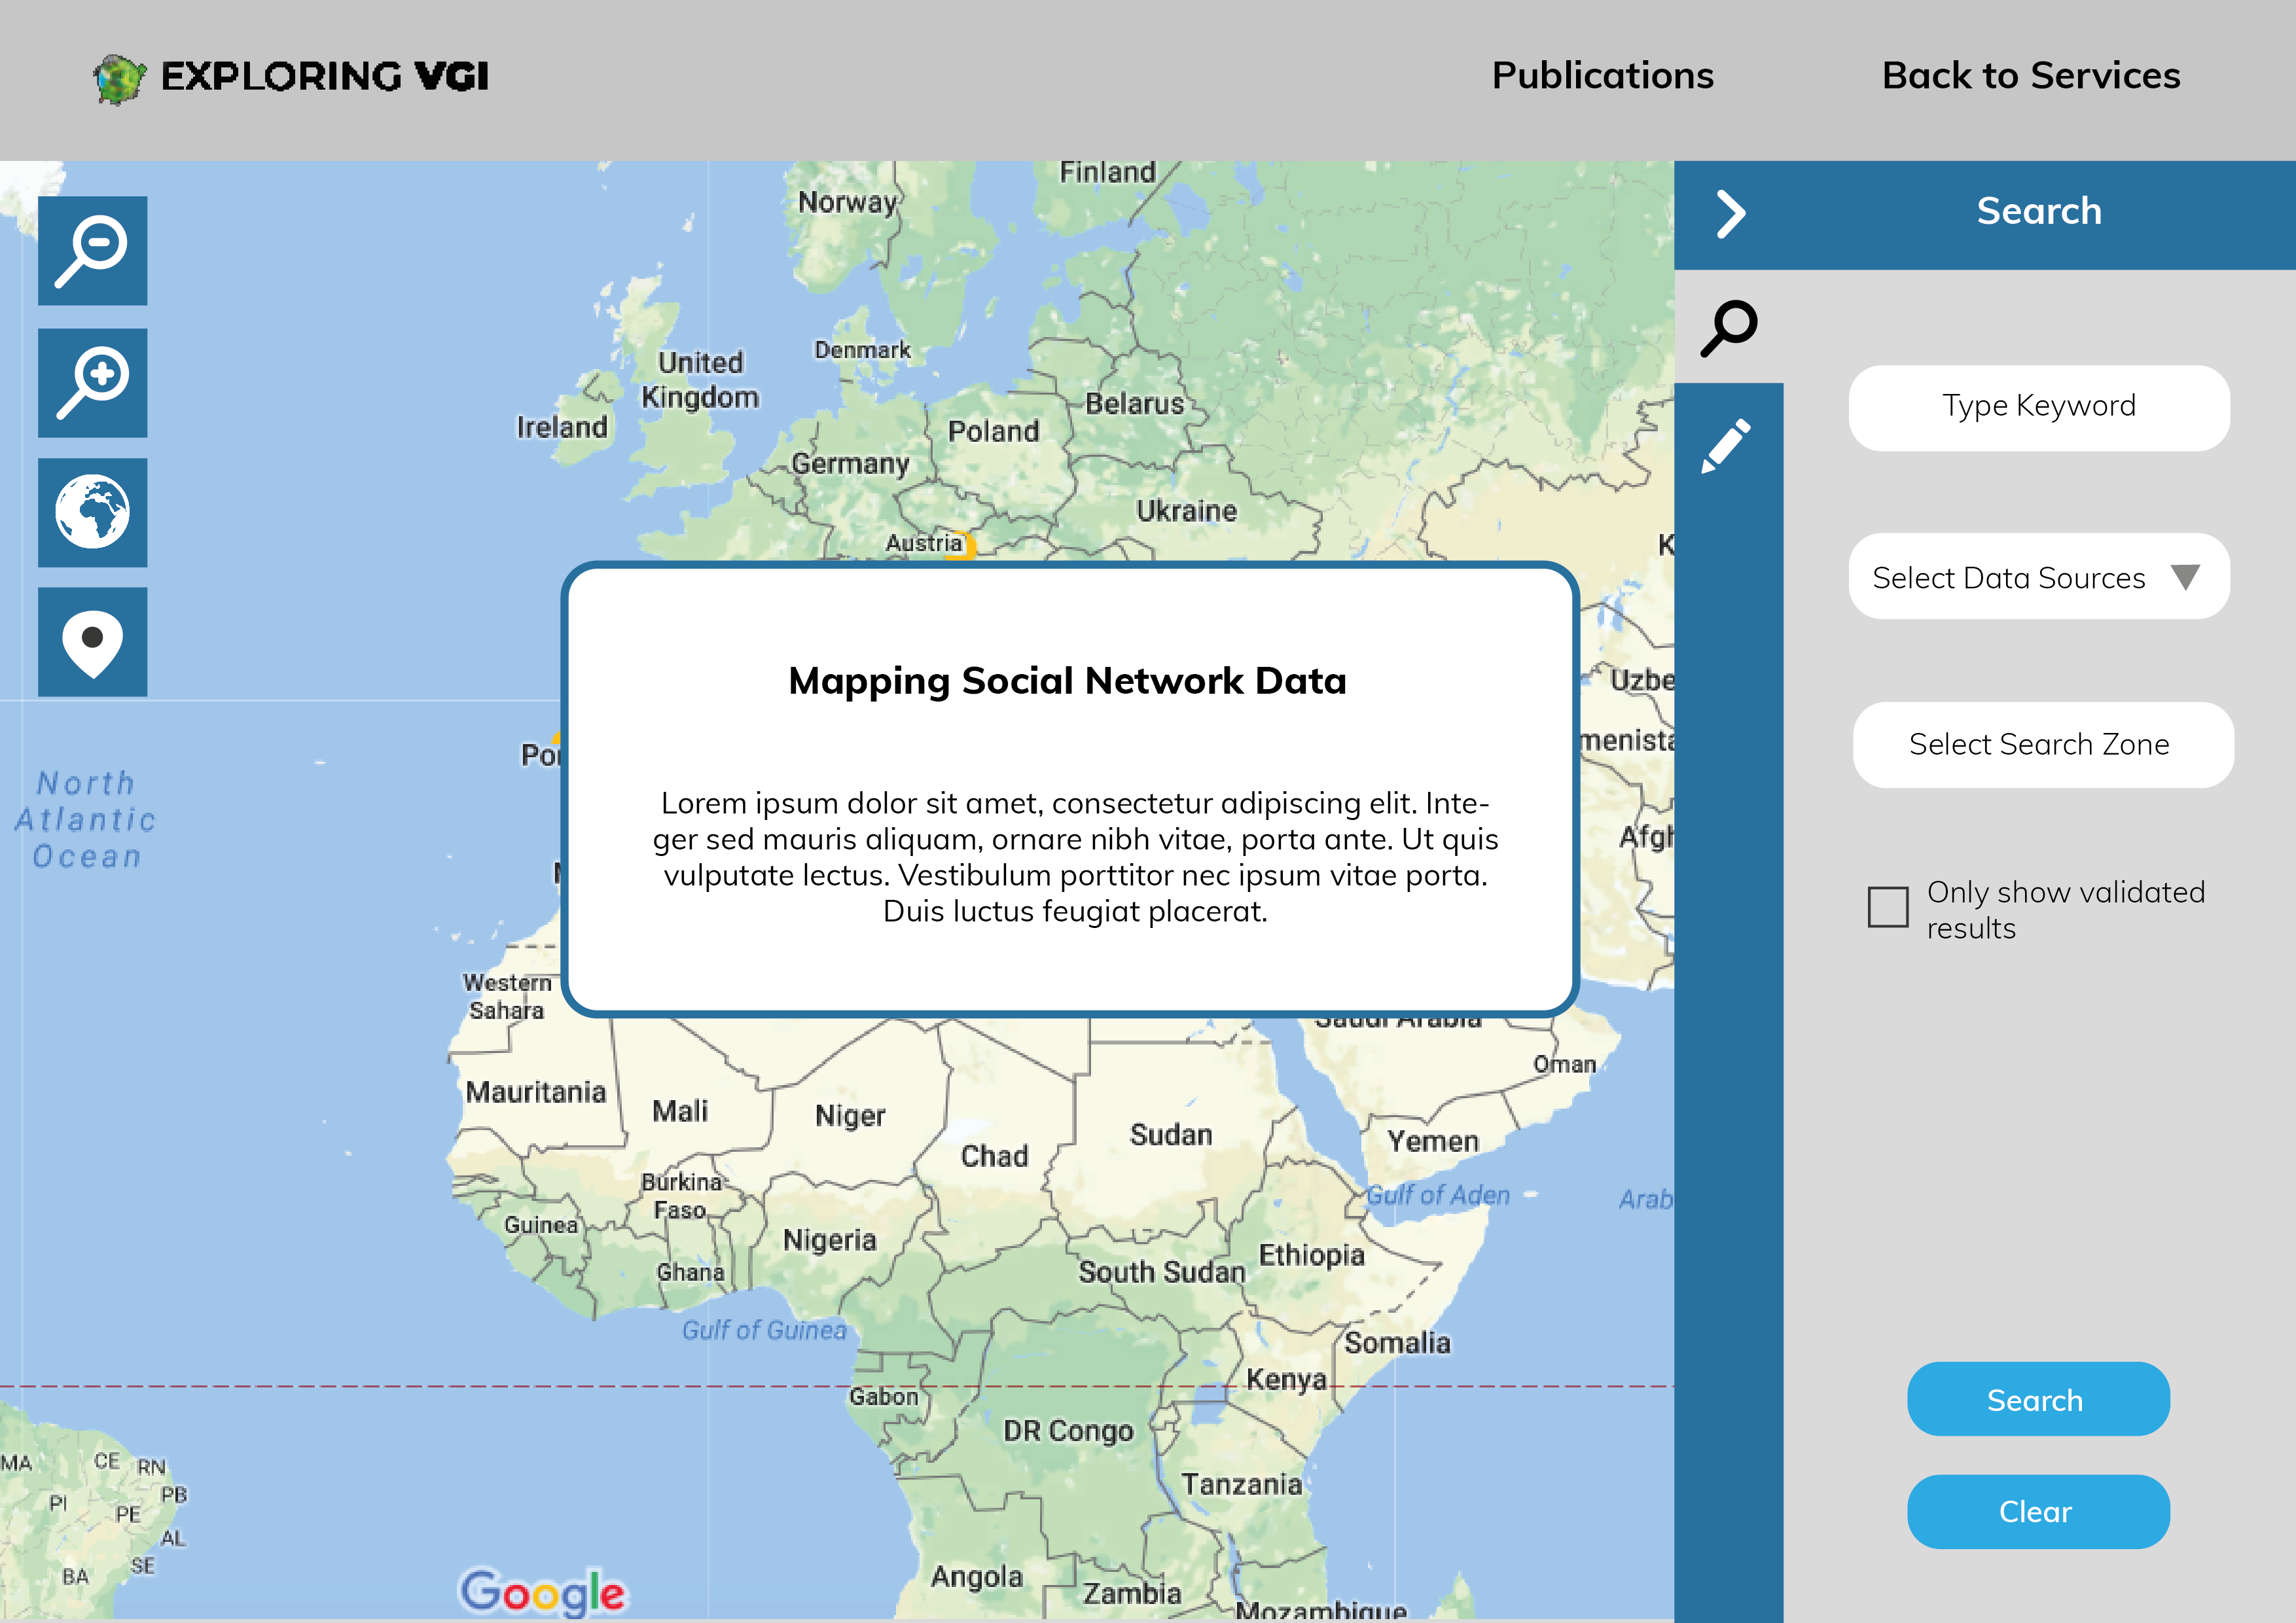 EXPLORING VGI
Publications
Back to Services
Finland
Norway
Search
Denmark
United
Kingdom
Belarus
Type Keyword
Ireland
Poland
Germany
Ukraine
Austria
Select Data Sources
Mapping Social Network Data
Select Search Zone
North
Atlantic
Ocean
Lorem ipsum dolor sit amet, consectetur adipiscing elit. Inte-
ger sed mauris aliquam, ornare nibh vitae, porta ante. Ut quis
vulputate lectus. Vestibulum porttitor nec ipsum vitae porta.
Duis luctus feugiat placerat.
Only show validated
results
Western
Sahara
Saudi Arabia
Oman
Mauritania
Mali
Niger
Sudan
Yemen
Chad
Burkina
Faso
Gulf of Aden
Arab
Guinea
Nigeria
Ethiopia
Ghana
South Sudan
Gulf of Guinea
Somalia
Kenya
Gabon
Search
DR Congo
MA
CE
RN
Tanzania
PI
PB
PE
Clear
AL
SE
BA
Angola
Zambia
Google
Mozambique